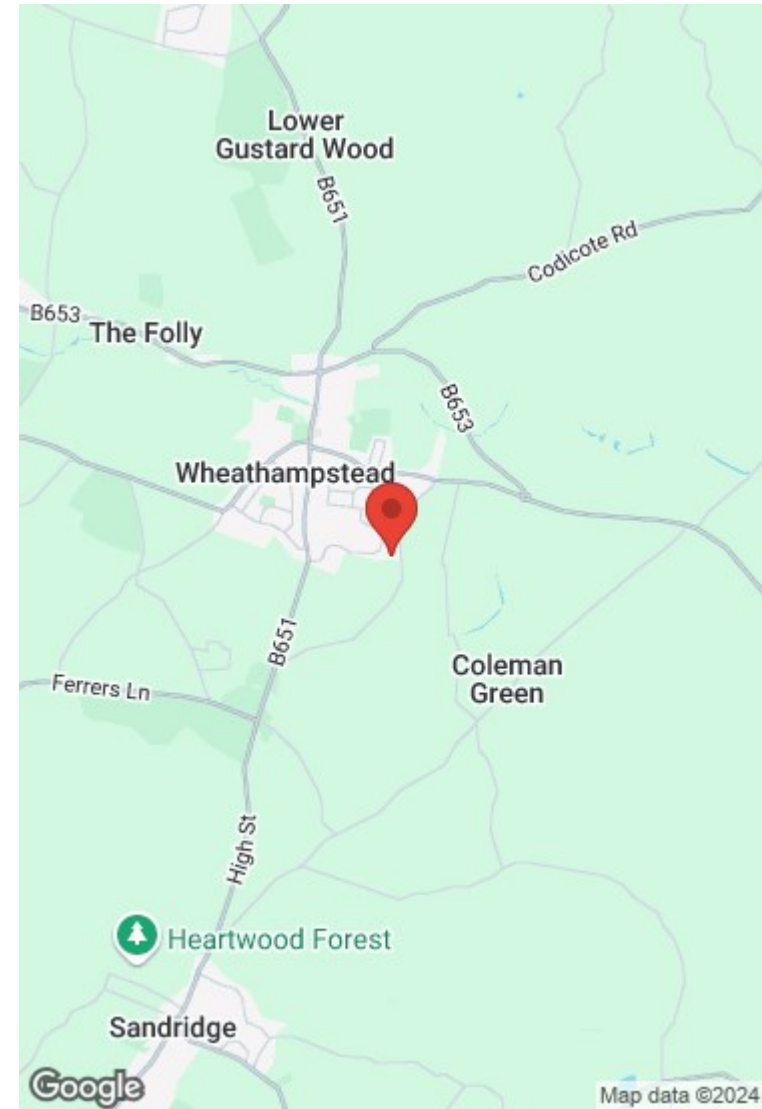 Lower
Gustard Wood
B651
Codicote Rd
B653
The Folly
B653
Wheathampstead
B651
Coleman
Green
Ferrers Ln
High St
Heartwood Forest
Sandridge
Google
Map data ©2024